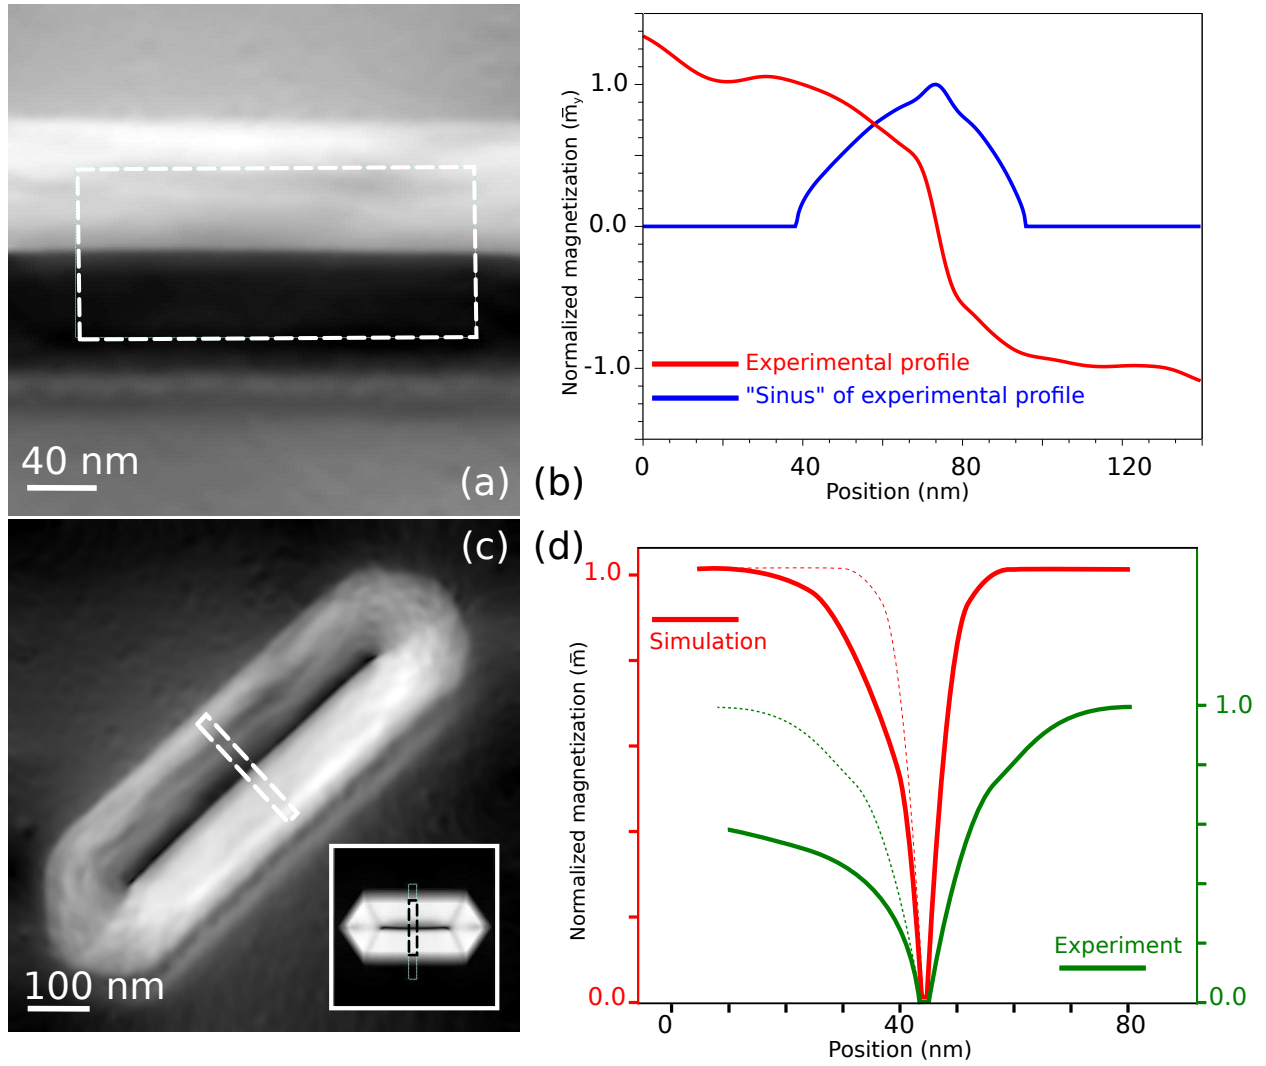 40 nm
(a)
(b)
Normalized magnetization (m̅y)
1.0
0.0
-1.0
Experimental profile
"Sinus" of experimental profile
0 40 80 120
Position (nm)
(c)
100 nm
(d)
Normalized magnetization (m̅)
1.0
0.0
Simulation
1.0
0.0
Experiment
0 40 80
Position (nm)